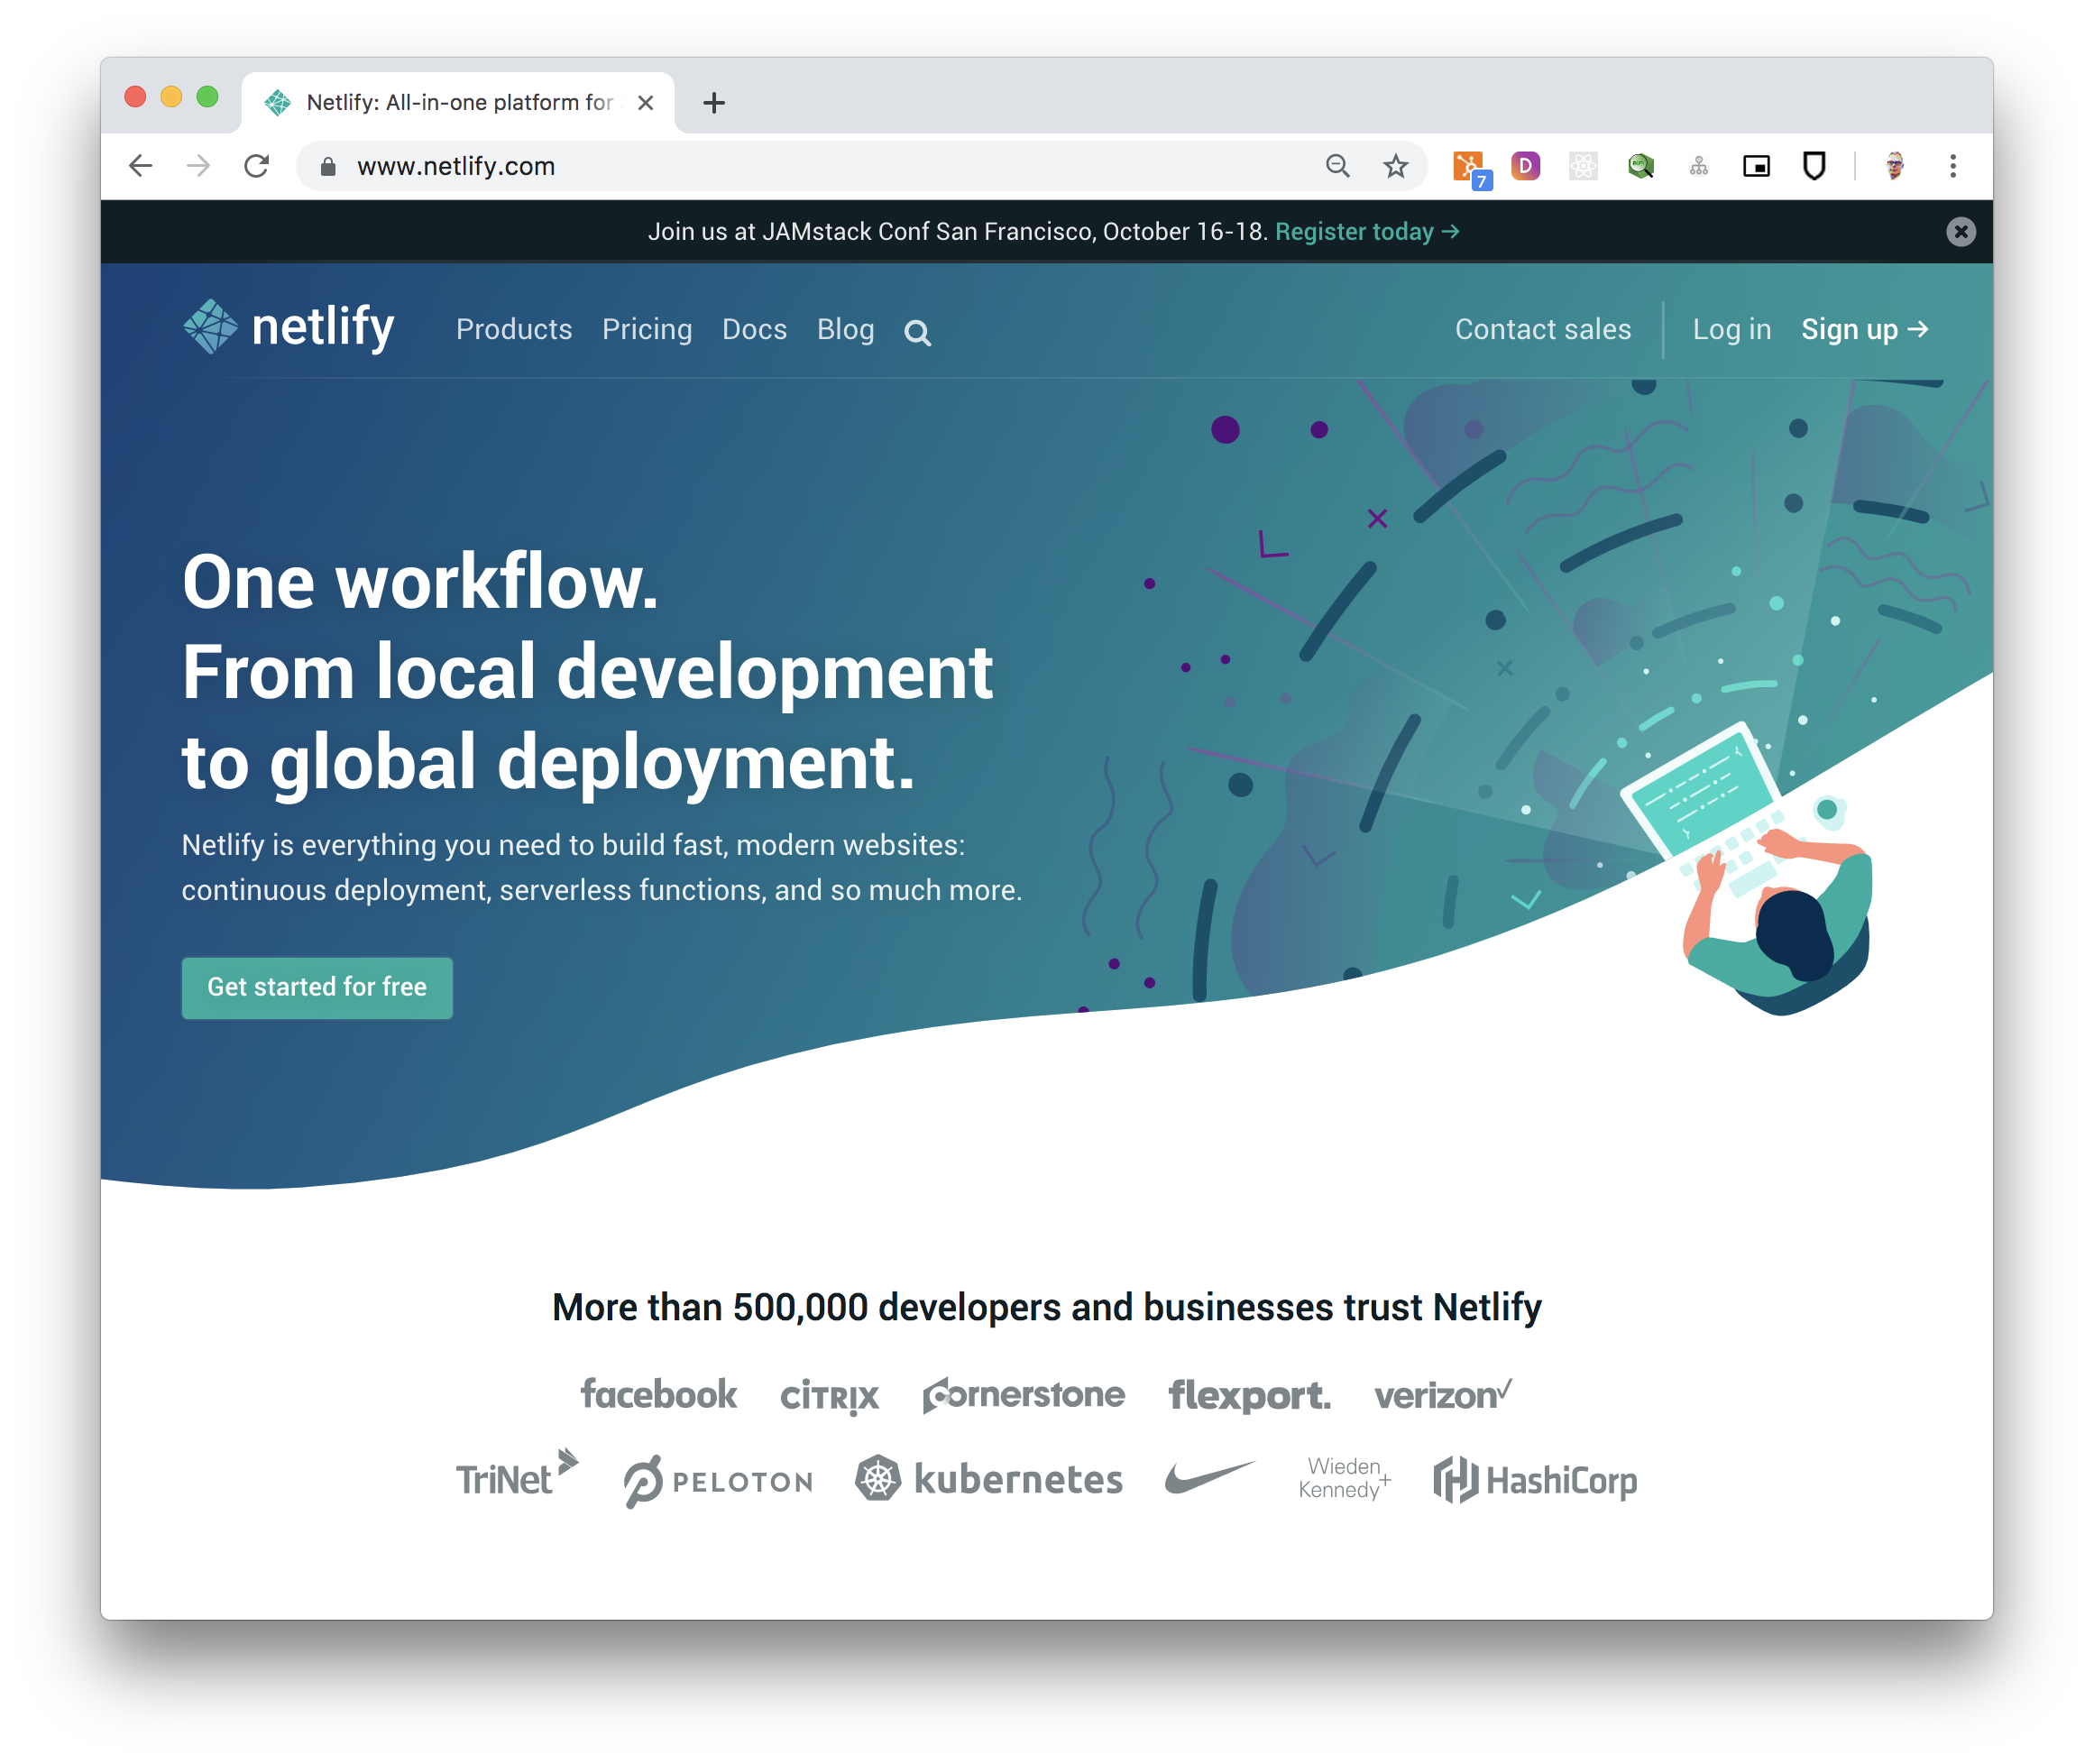 Netlify: All-in-one platform for
www.netlify.com
7
D
Join us at JAMstack Conf San Francisco, October 16-18. Register today →
netlify Products Pricing Docs Blog Contact sales Log in Sign up →
One workflow.
From local development
to global deployment.
Netlify is everything you need to build fast, modern websites:
continuous deployment, serverless functions, and so much more.
Get started for free
More than 500,000 developers and businesses trust Netlify
facebook CiTRIX Cornerstone flexport. verizon✓
TriNet PELOTON kubernetes Wieden+ HashiCorp
Kennedy